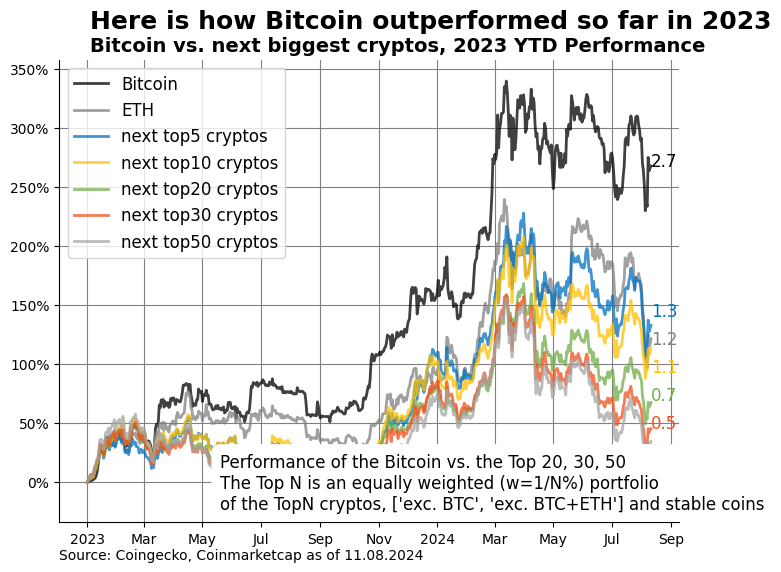 Here is how Bitcoin outperformed so far in 2023
Bitcoin vs. next biggest cryptos, 2023 YTD Performance
350%
300%
250%
200%
150%
100%
50%
0%
Bitcoin
ETH
next top5 cryptos
next top10 cryptos
next top20 cryptos
next top30 cryptos
next top50 cryptos
2.7
1.3
1.2
1.1
0.7
0.5
Performance of the Bitcoin vs. the Top 20, 30, 50
The Top N is an equally weighted (w=1/N%) portfolio
of the TopN cryptos, ['exc. BTC', 'exc. BTC+ETH'] and stable coins
2023 Mar May Jul Sep Nov 2024 Mar May Jul Sep
Source: Coingecko, Coinmarketcap as of 11.08.2024